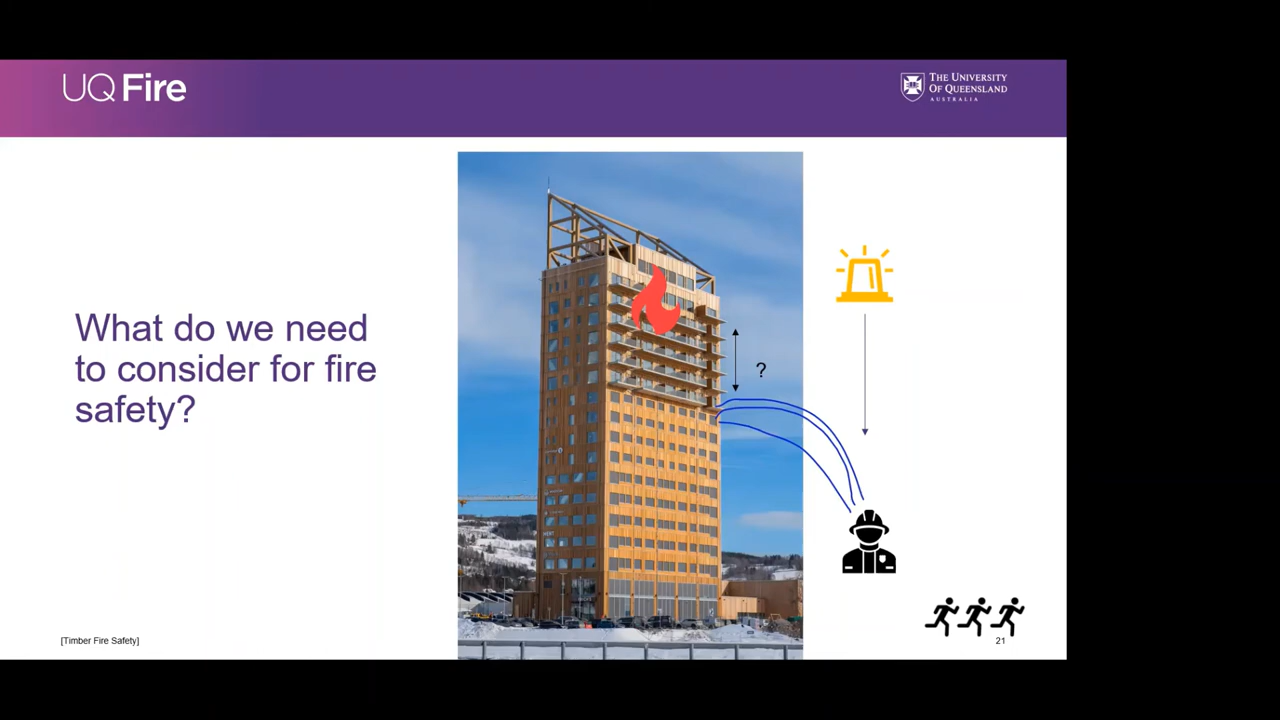 UQ Fire
THE UNIVERSITY
OF QUEENSLAND
AUSTRALIA
What do we need
to consider for fire
safety?
?
[Timber Fire Safety]
21